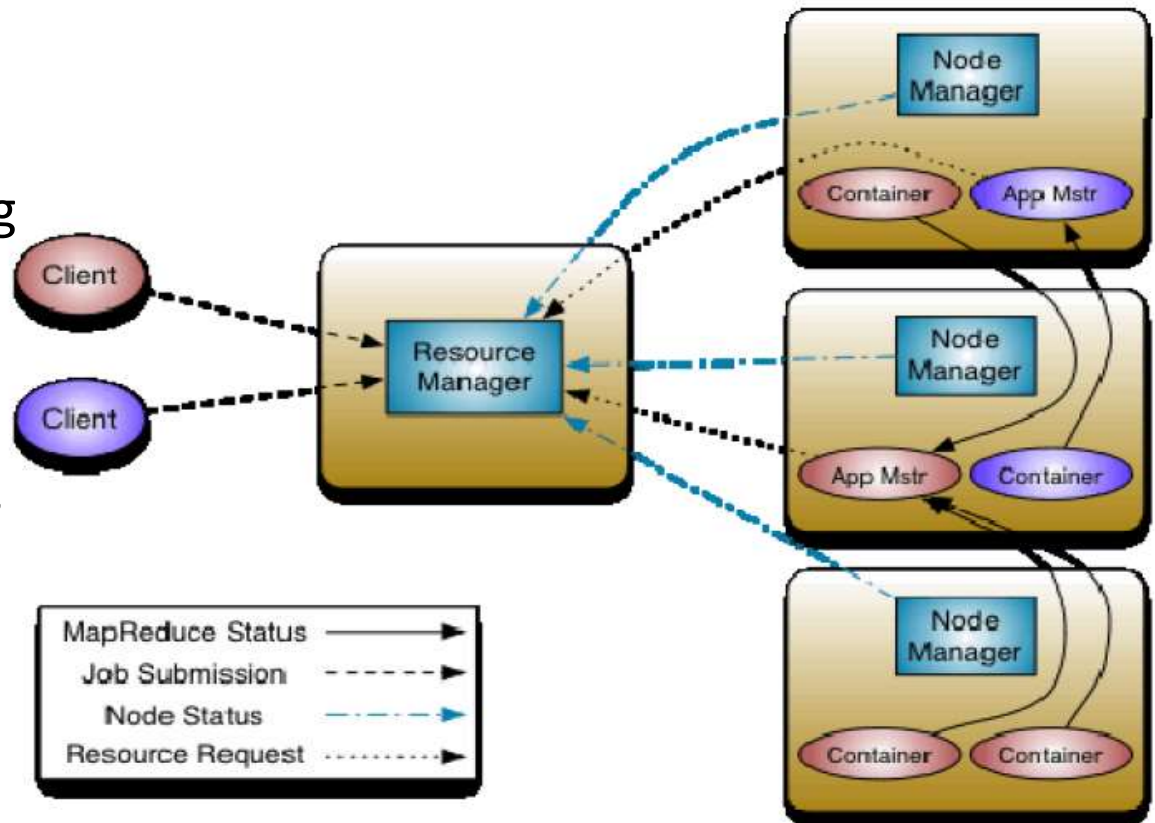 g
Client
Client
Resource
Manager
Node
Manager
Container
App Mstr
Node
Manager
App Mstr
Container
Node
Manager
Container
Container
MapReduce Status
Job Submission
Node Status
Resource Request